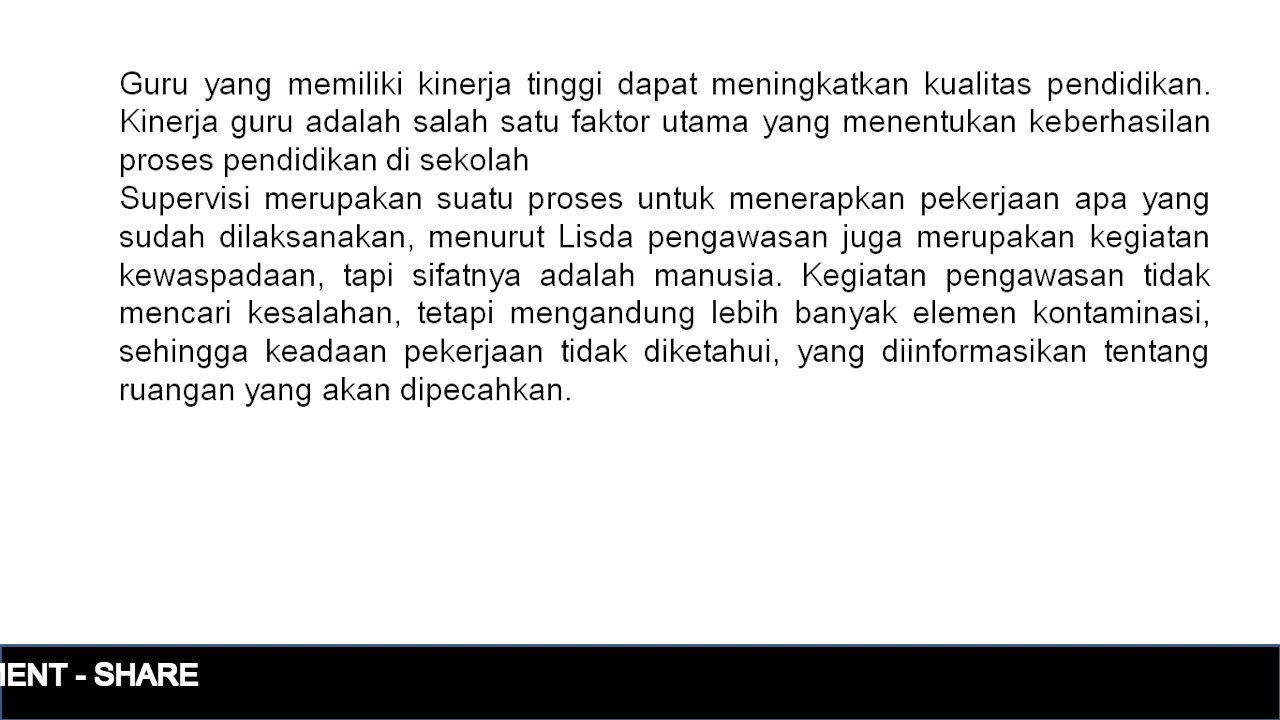 Guru yang memiliki kinerja tinggi dapat meningkatkan kualitas pendidikan.
Kinerja guru adalah salah satu faktor utama yang menentukan keberhasilan
proses pendidikan di sekolah
Supervisi merupakan suatu proses untuk menerapkan pekerjaan apa yang
sudah dilaksanakan, menurut Lisda pengawasan juga merupakan kegiatan
kewaspadaan, tapi sifatnya adalah manusia. Kegiatan pengawasan tidak
mencari kesalahan, tetapi mengandung lebih banyak elemen kontaminasi,
sehingga keadaan pekerjaan tidak diketahui, yang diinformasikan tentang
ruangan yang akan dipecahkan.
- SHARE